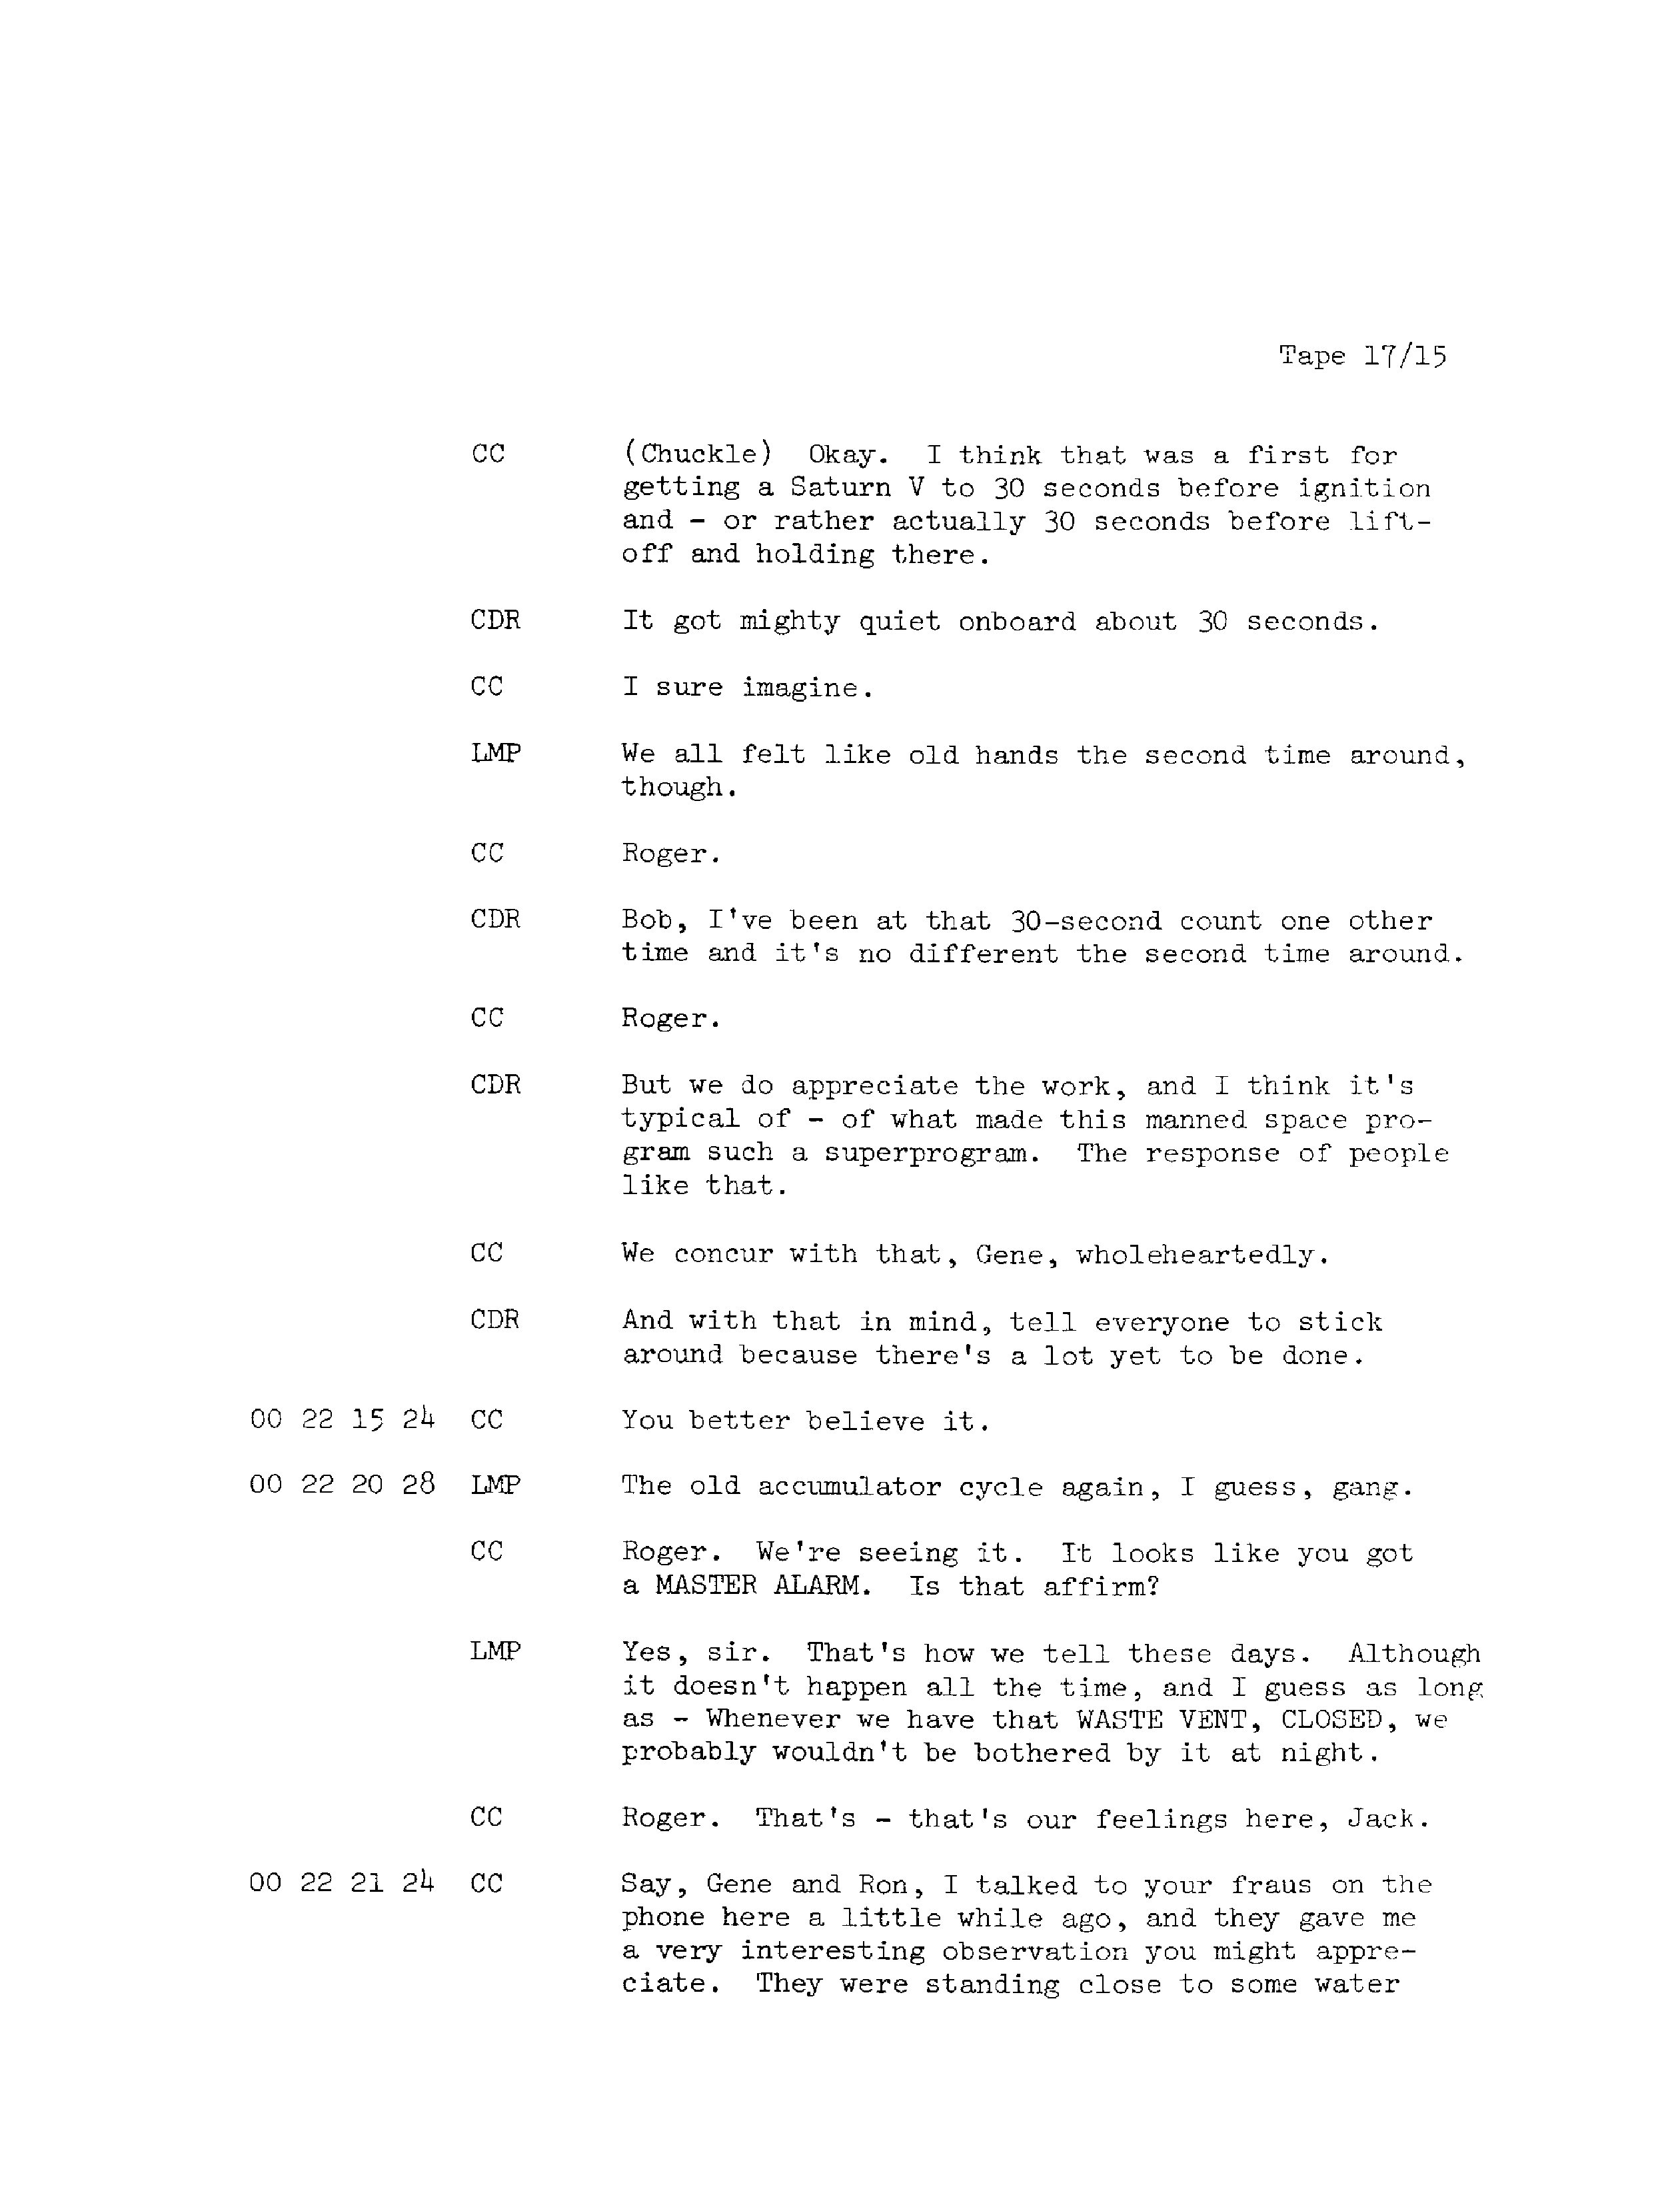 Tape 17/15
CC (Chuckle) Okay. I think that was a first for
getting a Saturn V to 30 seconds before ignition
and - or rather actually 30 seconds before lift-
off and holding there.
CDR It got mighty quiet onboard about 30 seconds.
CC I sure imagine.
LMP We all felt like old hands the second time around,
though.
CC Roger.
CDR Bob, I've been at that 30-second count one other
time and it's no different the second time around.
CC Roger.
CDR But we do appreciate the work, and I think it's
typical of - of what made this manned space pro-
gram such a superprogram. The response of people
like that.
CC We concur with that, Gene, wholeheartedly.
CDR And with that in mind, tell everyone to stick
around because there's a lot yet to be done.
00 22 15 24 CC You better believe it.
00 22 20 28 LMP The old accumulator cycle again, I guess, gang.
CC Roger. We're seeing it. It looks like you got
a MASTER ALARM. Is that affirm?
LMP Yes, sir. That's how we tell these days. Although
it doesn't happen all the time, and I guess as long
as - Whenever we have that WASTE VENT, CLOSED, we
probably wouldn't be bothered by it at night.
CC Roger. That's - that's our feelings here, Jack.
00 22 21 24 CC Say, Gene and Ron, I talked to your fraus on the
phone here a little while ago, and they gave me
a very interesting observation you might appre-
ciate. They were standing close to some water